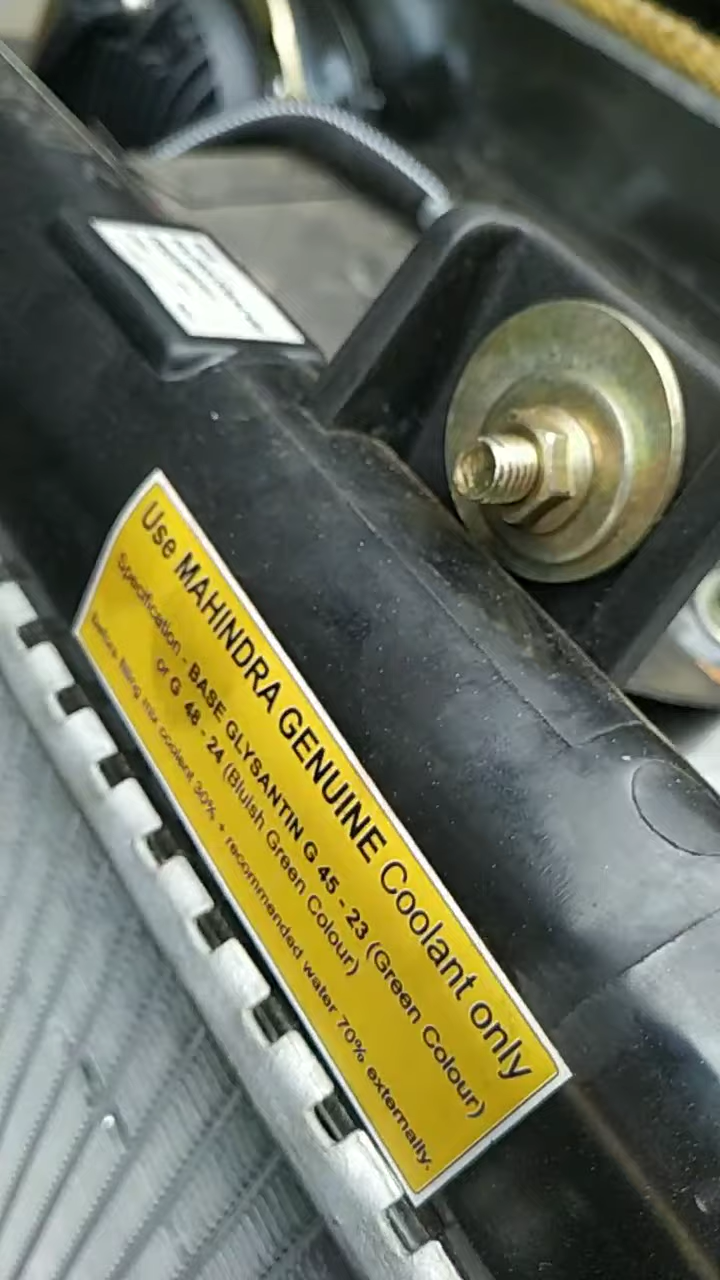 Use MAHINDRA GENUINE Coolant only
Specification - BASE GLYSANTIN G 45 - 23 (Green Colour)
or G 48 - 24 (Bluish Green Colour)
Before filling mix coolant 30% + recommended water 70% externally.